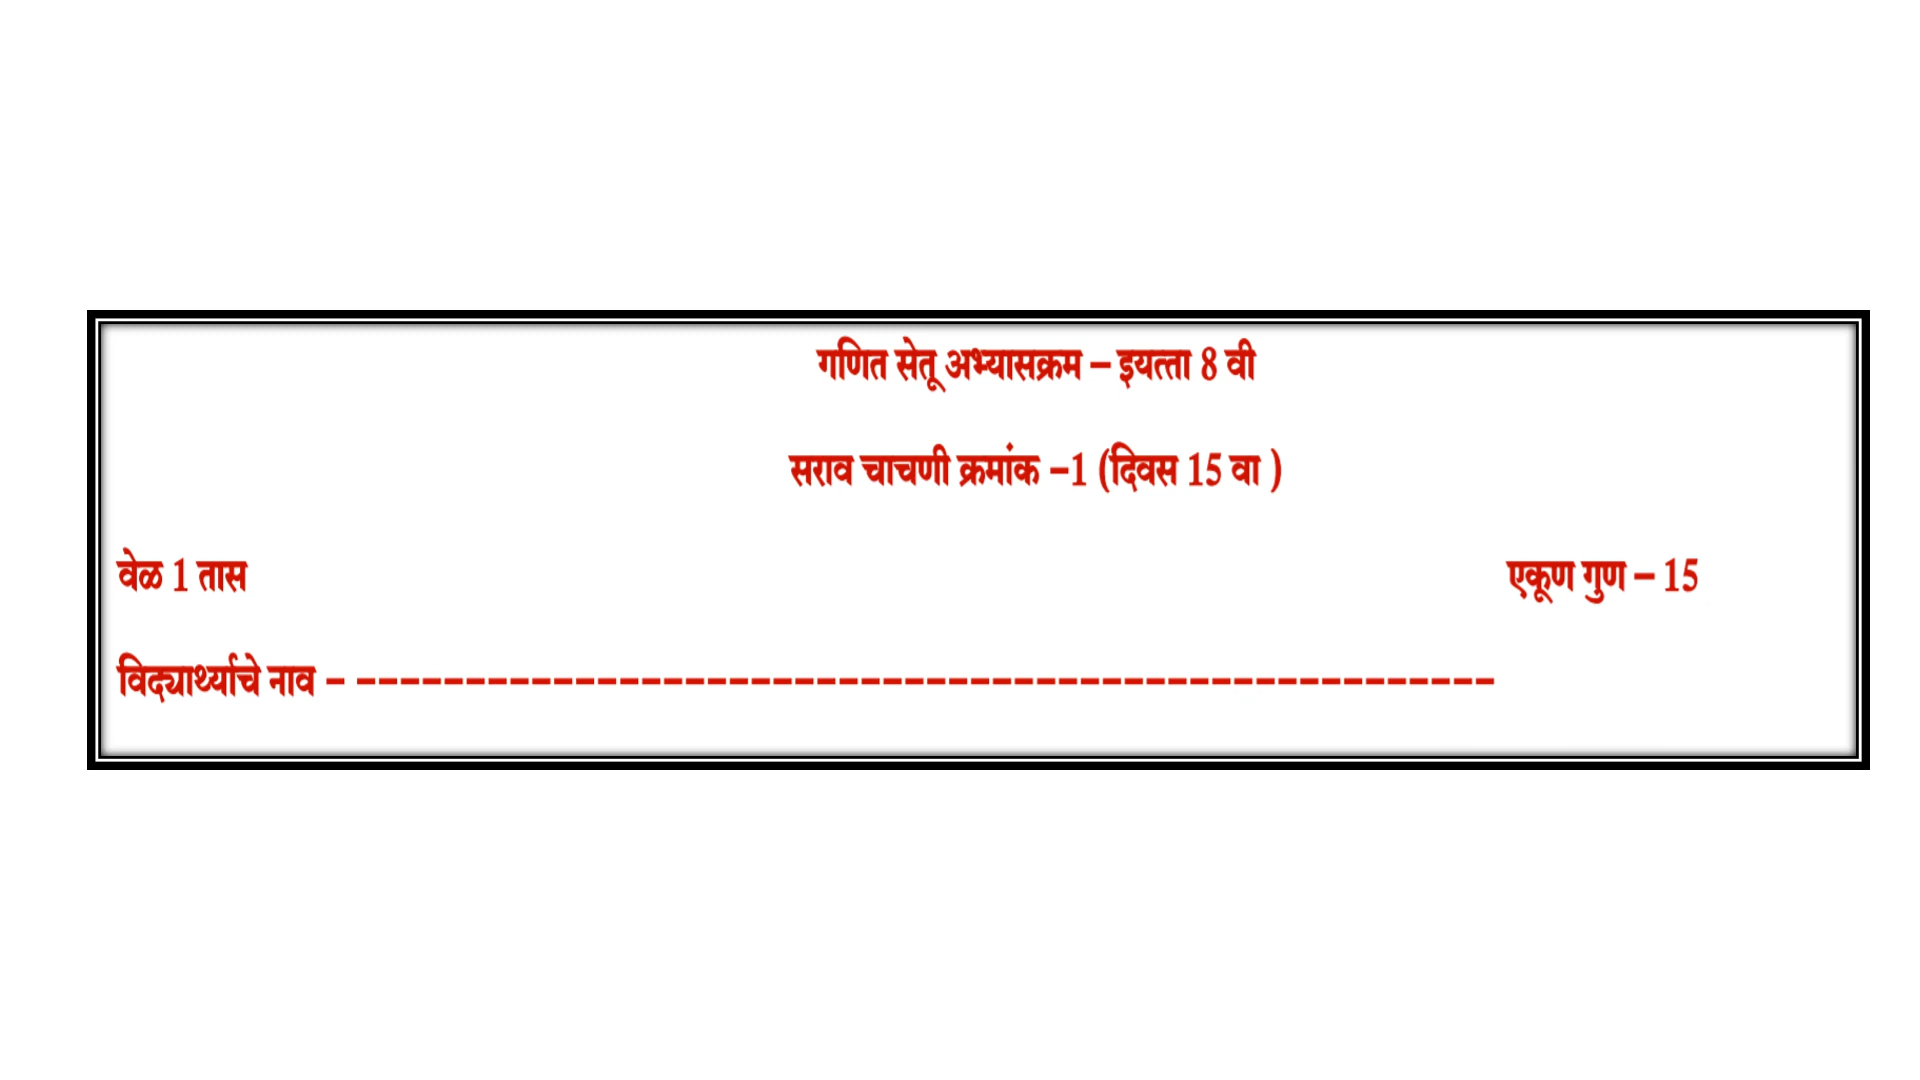 गणित सेतू अभ्यासक्रम – इयत्ता 8 वी
सराव चाचणी क्रमांक –1 (दिवस 15 वा )
वेळ 1 तास एकूण गुण – 15
विद्यार्थ्याचे नाव – ––––––––––––––––––––––––––––––––––––––––––––––––––––